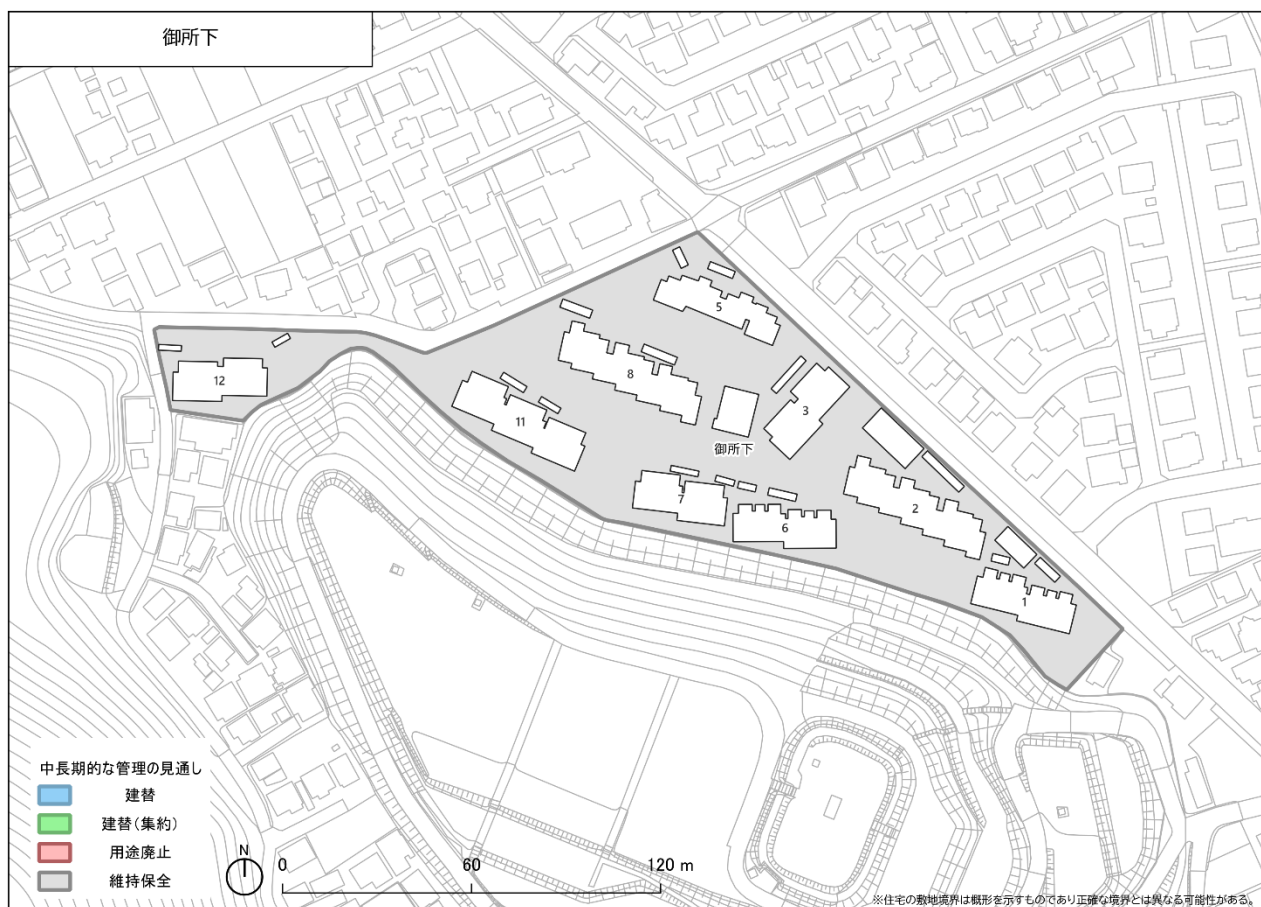 御所下
5
8
12
3
11
御所下
7
2
6
1
中長期的な管理の見通し
建替
建替(集約)
用途廃止
維持保全
N
0 60 120 m
※住宅の敷地境界は概形を示すものであり正確な境界とは異なる可能性がある。